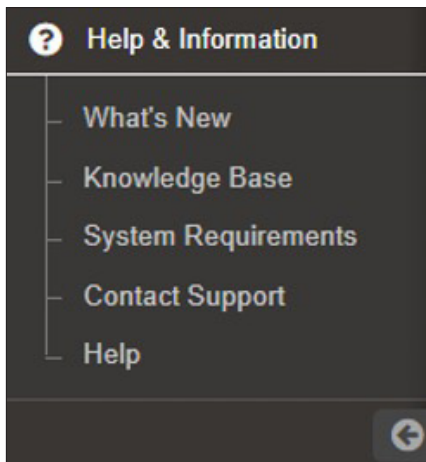 Help & Information
What's New
Knowledge Base
System Requirements
Contact Support
Help